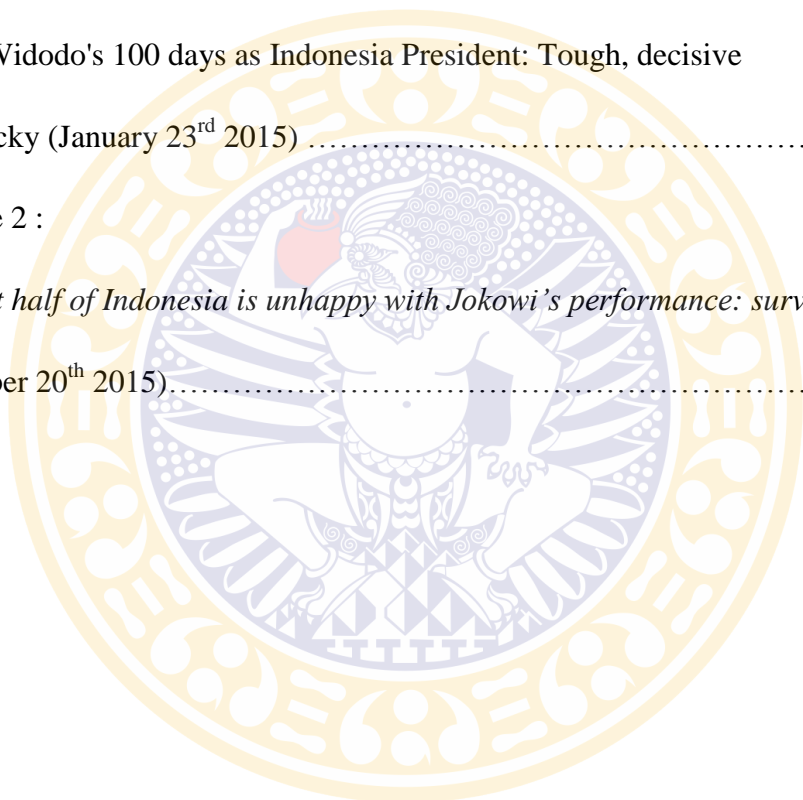 Widodo's 100 days as Indonesia President: Tough, decisive
cky (January 23rd 2015) ……………………………………………
e 2 :
t half of Indonesia is unhappy with Jokowi's performance: surv
ber 20th 2015)……………………………………………………………